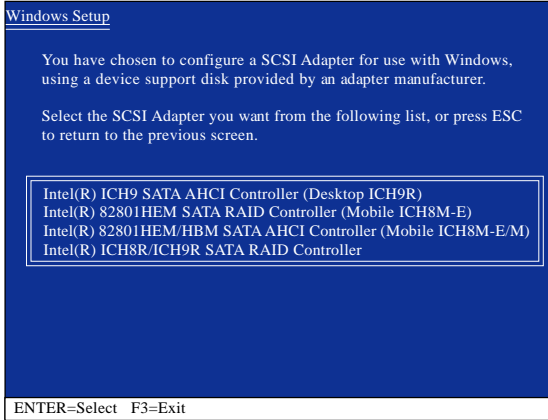 Windows Setup
You have chosen to configure a SCSI Adapter for use with Windows,
using a device support disk provided by an adapter manufacturer.
Select the SCSI Adapter you want from the following list, or press ESC
to return to the previous screen.
Intel(R) ICH9 SATA AHCI Controller (Desktop ICH9R)
Intel(R) 82801HEM SATA RAID Controller (Mobile ICH8M-E)
Intel(R) 82801HEM/HBM SATA AHCI Controller (Mobile ICH8M-E/M)
Intel(R) ICH8R/ICH9R SATA RAID Controller
ENTER=Select F3=Exit